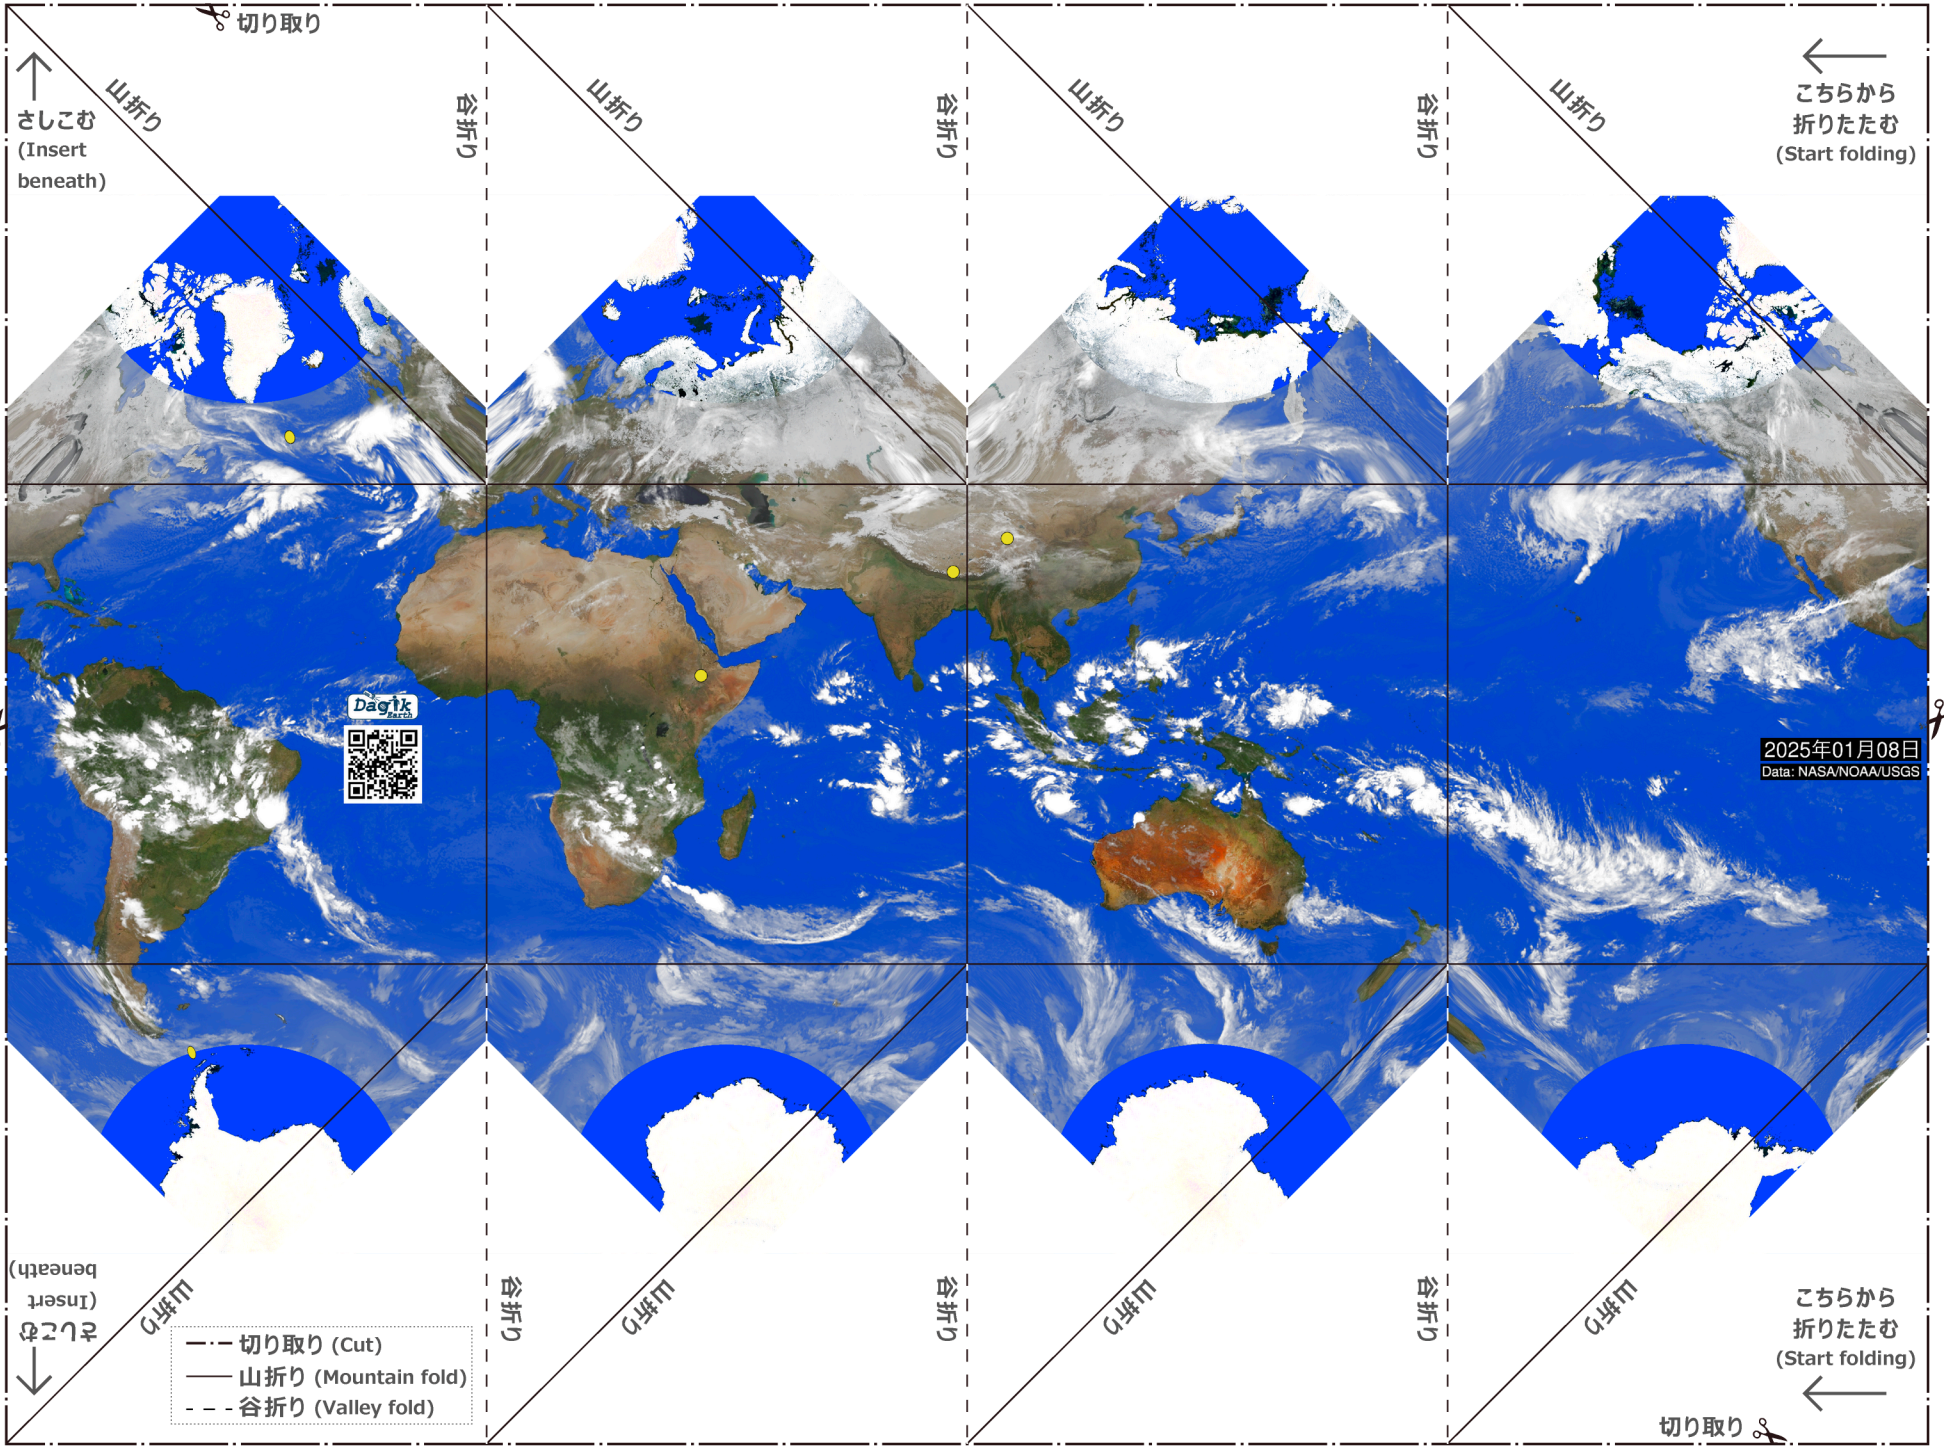 切り取り
山折り
谷折り
山折り
谷折り
山折り
谷折り
山折り
さしこむ
(Insert
beneath)
こちらから
折りたたむ
(Start folding)
Dagik
Earth
2025年01月08日
Data: NASA/NOAA/USGS
さしこむ
(Insert
beneath)
山折り
谷折り
山折り
谷折り
山折り
谷折り
山折り
切り取り (Cut)
山折り (Mountain fold)
谷折り (Valley fold)
こちらから
折りたたむ
(Start folding)
切り取り